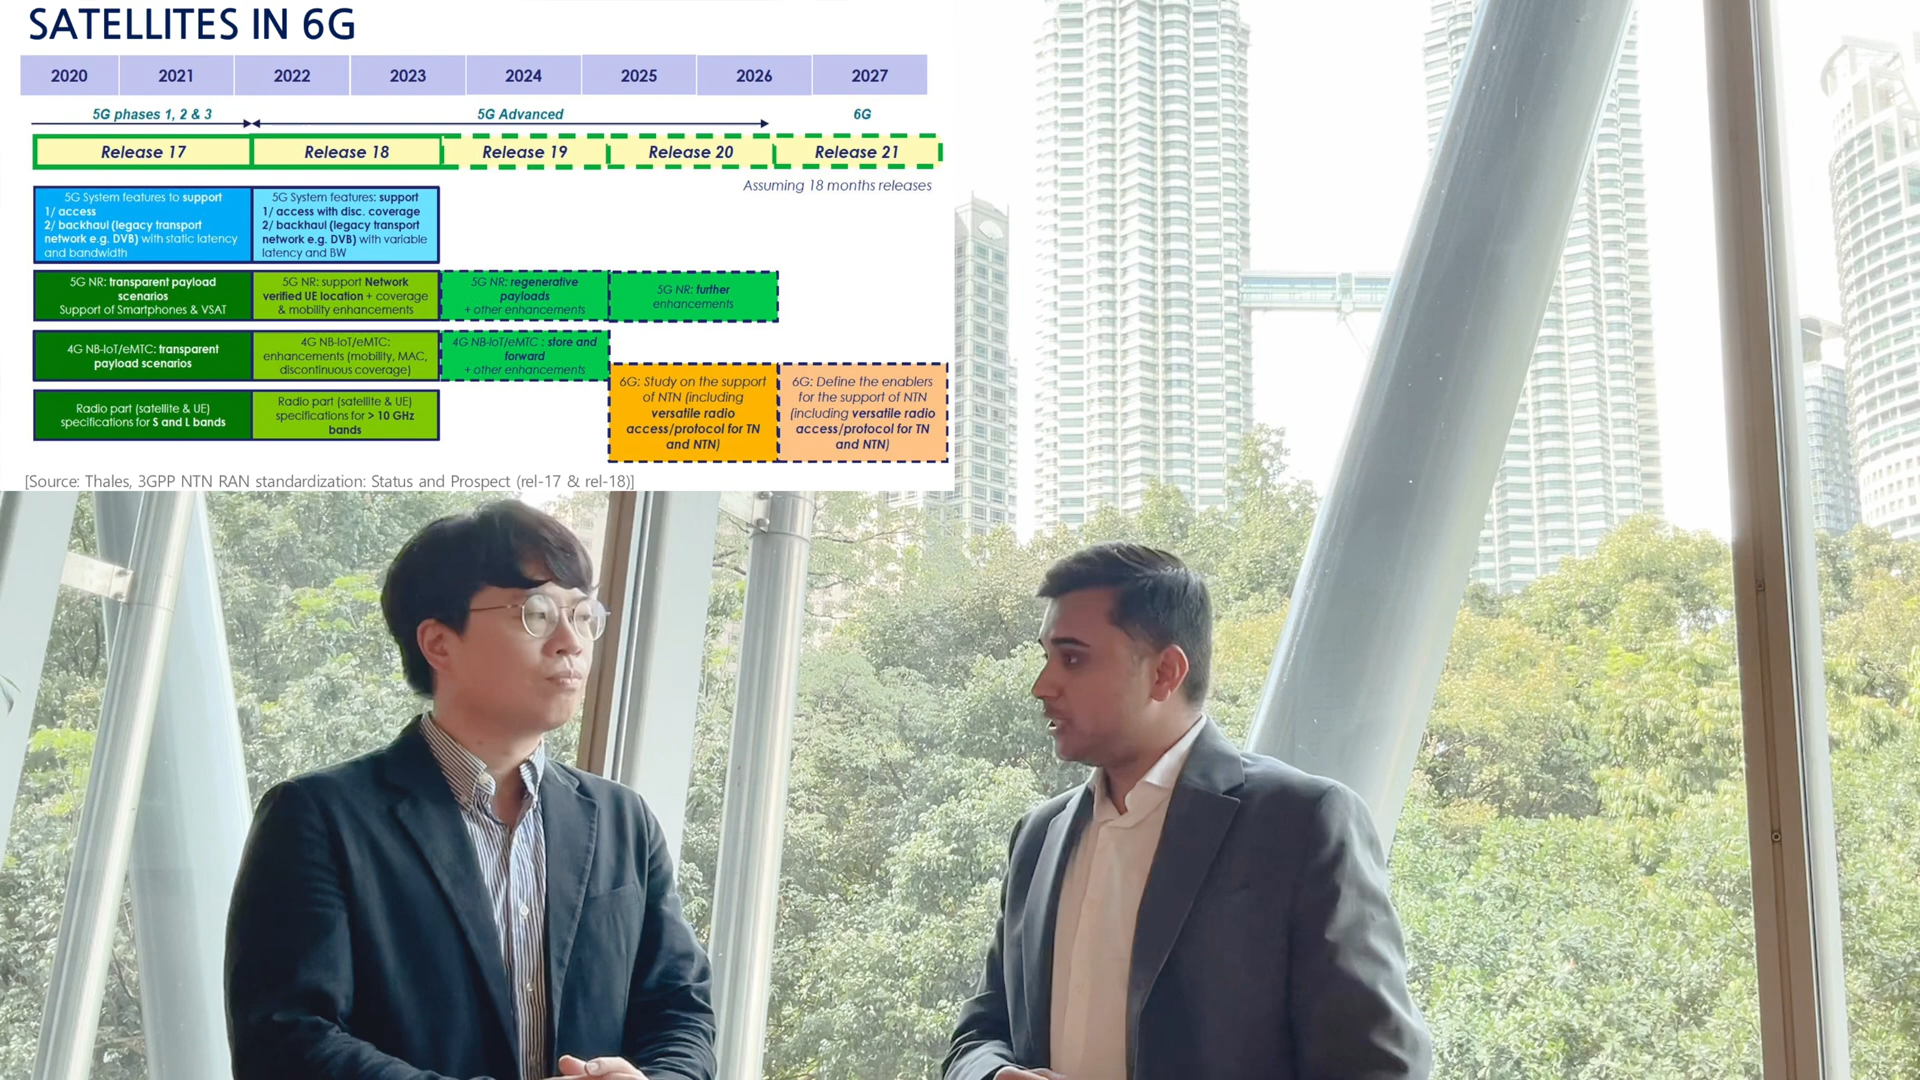 SATELLITES IN 6G
2020 2021 2022 2023 2024 2025 2026 2027
5G phases 1, 2 & 3 5G Advanced 6G
Release 17 Release 18 Release 19 Release 20 Release 21
Assuming 18 months releases
5G System features to support
1/ access
2/ backhaul (legacy transport
network e.g. DVB) with static latency
and bandwidth
5G System features: support
1/ access with disc. coverage
2/ backhaul (legacy transport
network e.g. DVB) with variable
latency and BW
5G NR: transparent payload
scenarios
Support of Smartphones & VSAT
5G NR: support Network
verified UE location + coverage
& mobility enhancements
5G NR: regenerative
payloads
+ other enhancements
5G NR: further
enhancements
4G NB-IoT/eMTC: transparent
payload scenarios
4G NB-IoT/eMTC:
enhancements (mobility, MAC,
discontinuous coverage)
4G NB-IoT/eMTC : store and
forward
+ other enhancements
6G: Study on the support
of NTN (including
versatile radio
access/protocol for TN
and NTN)
6G: Define the enablers
for the support of NTN
(including versatile radio
access/protocol for TN
and NTN)
Radio part (satellite & UE)
specifications for S and L bands
Radio part (satellite & UE)
specifications for > 10 GHz
bands
[Source: Thales, 3GPP NTN RAN standardization: Status and Prospect (rel-17 & rel-18)]